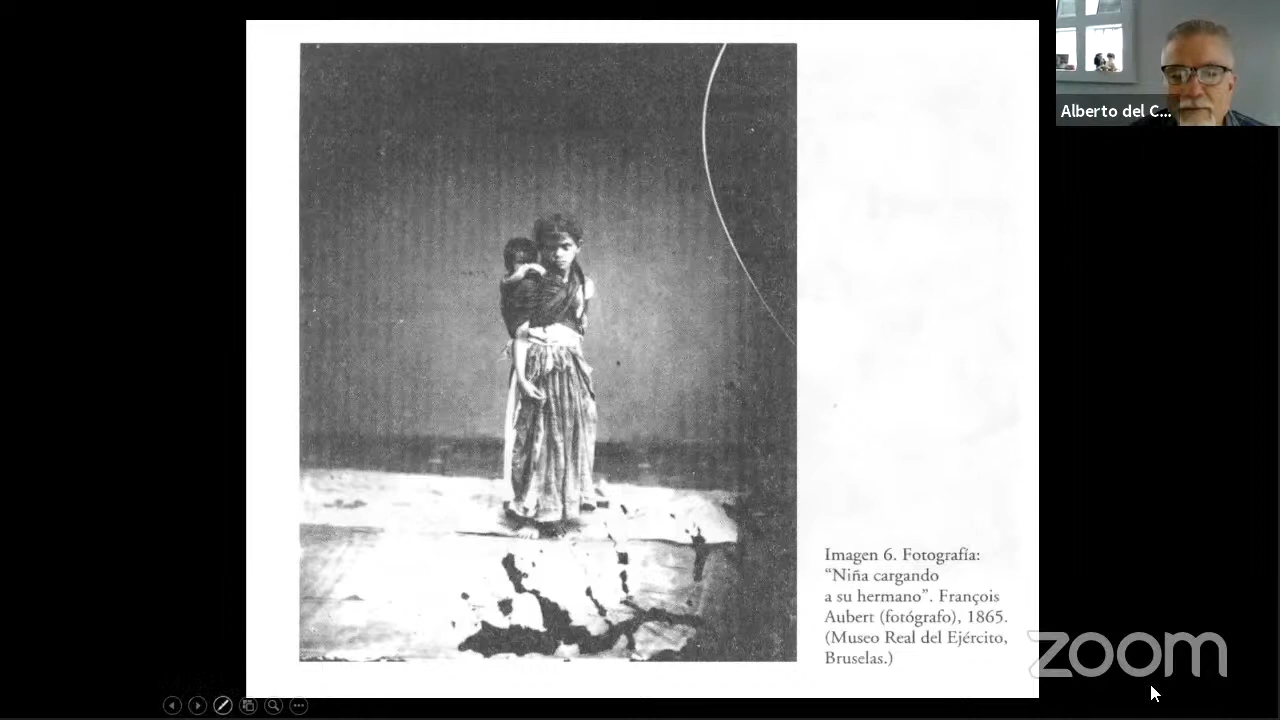 Alberto del C...
Imagen 6. Fotografía:
“Niña cargando
a su hermano”. François
Aubert (fotógrafo), 1865.
(Museo Real del Ejército,
Bruselas.)
zoom